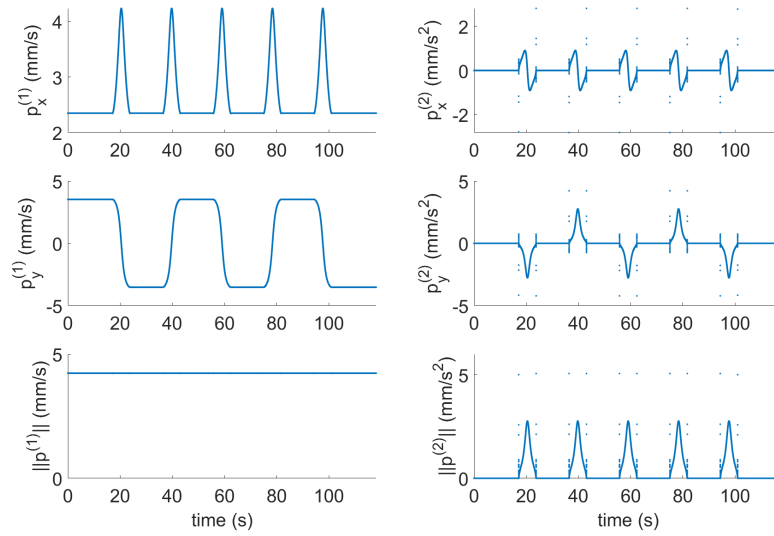 4
3
2
p_x^(1) (mm/s)
0 20 40 60 80 100
2
0
-2
p_x^(2) (mm/s²)
0 20 40 60 80 100
5
0
-5
p_y^(1) (mm/s)
0 20 40 60 80 100
5
0
-5
p_y^(2) (mm/s²)
0 20 40 60 80 100
5
0
||p^(1)|| (mm/s)
0 20 40 60 80 100
time (s)
5
0
||p^(2)|| (mm/s²)
0 20 40 60 80 100
time (s)